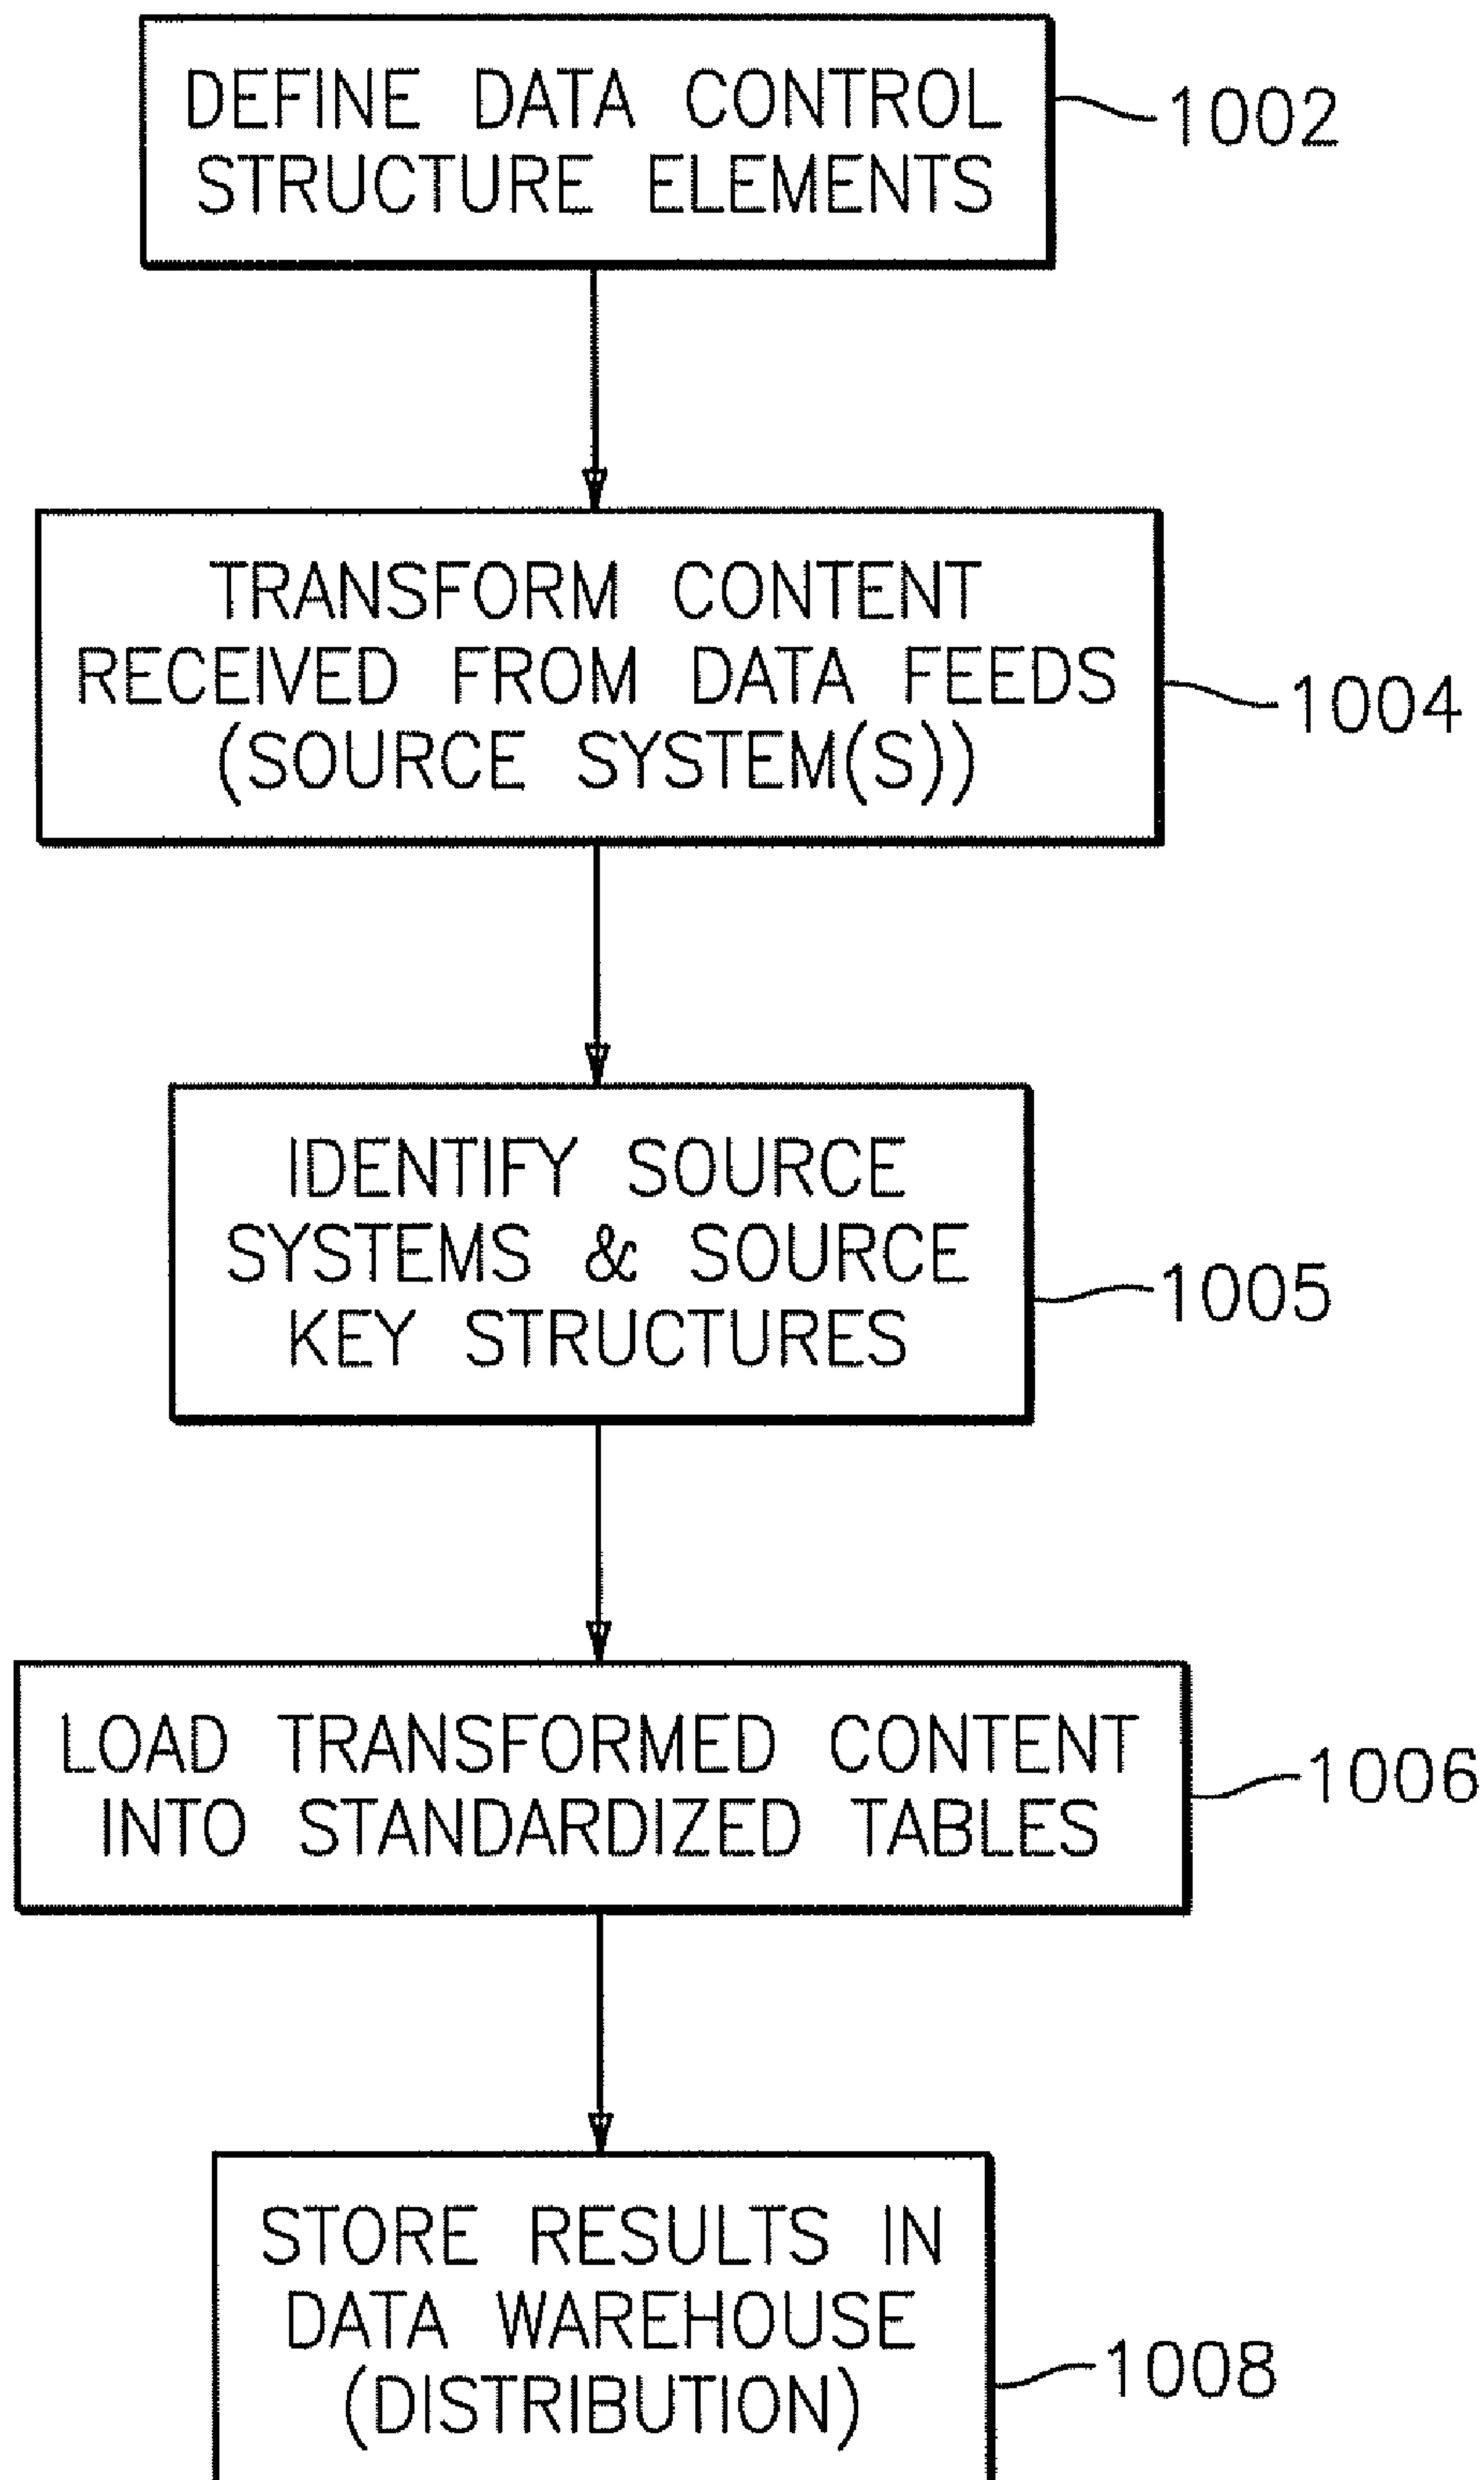 DEFINE DATA CONTROL
STRUCTURE ELEMENTS
1002
TRANSFORM CONTENT
RECEIVED FROM DATA FEEDS
(SOURCE SYSTEM(S))
1004
IDENTIFY SOURCE
SYSTEMS & SOURCE
KEY STRUCTURES
1005
LOAD TRANSFORMED CONTENT
INTO STANDARDIZED TABLES
1006
STORE RESULTS IN
DATA WAREHOUSE
(DISTRIBUTION)
1008